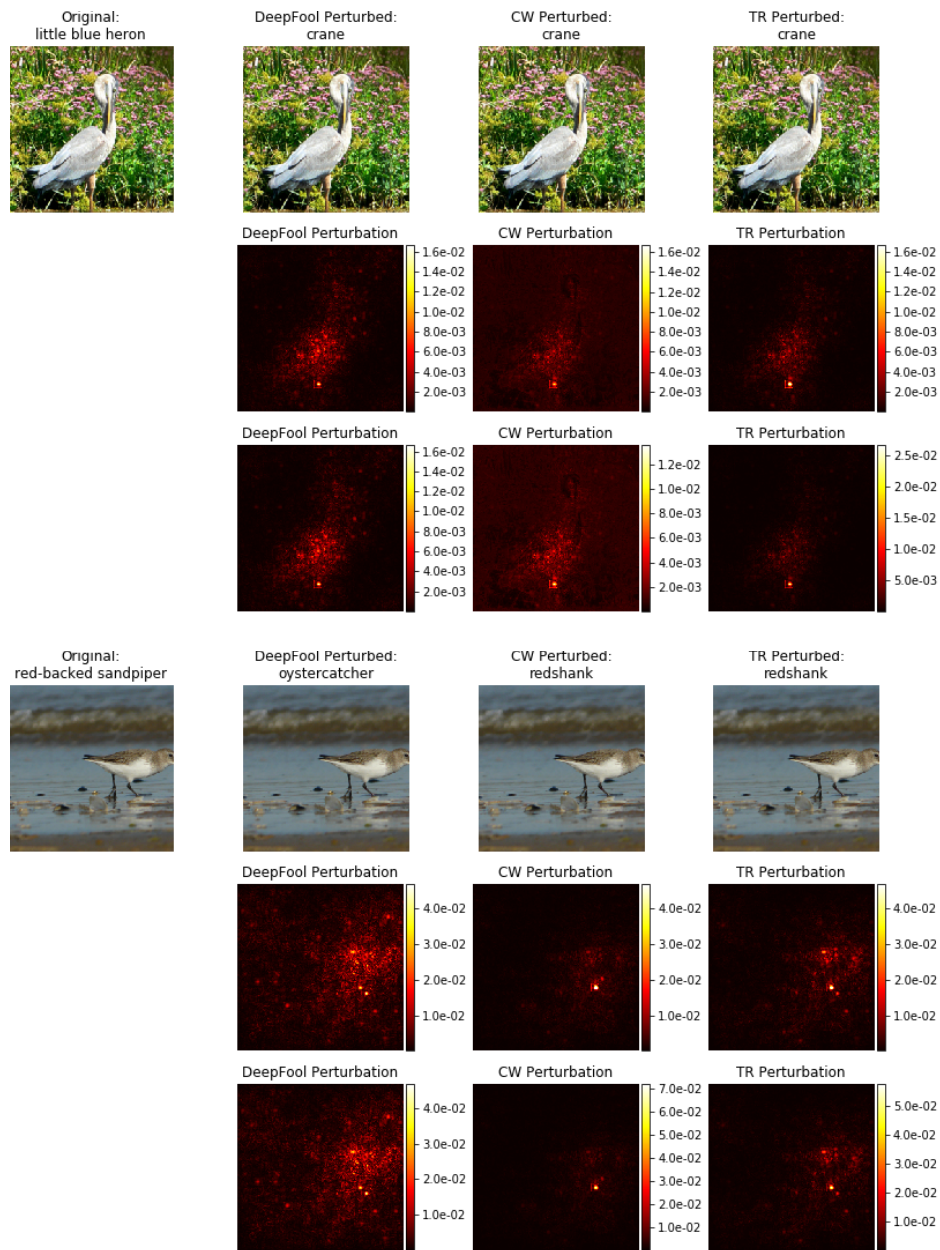 Original:
little blue heron
DeepFool Perturbed:
crane
CW Perturbed:
crane
TR Perturbed:
crane
DeepFool Perturbation
1.6e-02
1.4e-02
1.2e-02
1.0e-02
8.0e-03
6.0e-03
4.0e-03
2.0e-03
CW Perturbation
1.6e-02
1.4e-02
1.2e-02
1.0e-02
8.0e-03
6.0e-03
4.0e-03
2.0e-03
TR Perturbation
1.6e-02
1.4e-02
1.2e-02
1.0e-02
8.0e-03
6.0e-03
4.0e-03
2.0e-03
DeepFool Perturbation
1.6e-02
1.4e-02
1.2e-02
1.0e-02
8.0e-03
6.0e-03
4.0e-03
2.0e-03
CW Perturbation
1.2e-02
1.0e-02
8.0e-03
6.0e-03
4.0e-03
2.0e-03
TR Perturbation
2.5e-02
2.0e-02
1.5e-02
1.0e-02
5.0e-03
Original:
red-backed sandpiper
DeepFool Perturbed:
oystercatcher
CW Perturbed:
redshank
TR Perturbed:
redshank
DeepFool Perturbation
4.0e-02
3.0e-02
2.0e-02
1.0e-02
CW Perturbation
4.0e-02
3.0e-02
2.0e-02
1.0e-02
TR Perturbation
4.0e-02
3.0e-02
2.0e-02
1.0e-02
DeepFool Perturbation
4.0e-02
3.0e-02
2.0e-02
1.0e-02
CW Perturbation
7.0e-02
6.0e-02
5.0e-02
4.0e-02
3.0e-02
2.0e-02
1.0e-02
TR Perturbation
5.0e-02
4.0e-02
3.0e-02
2.0e-02
1.0e-02